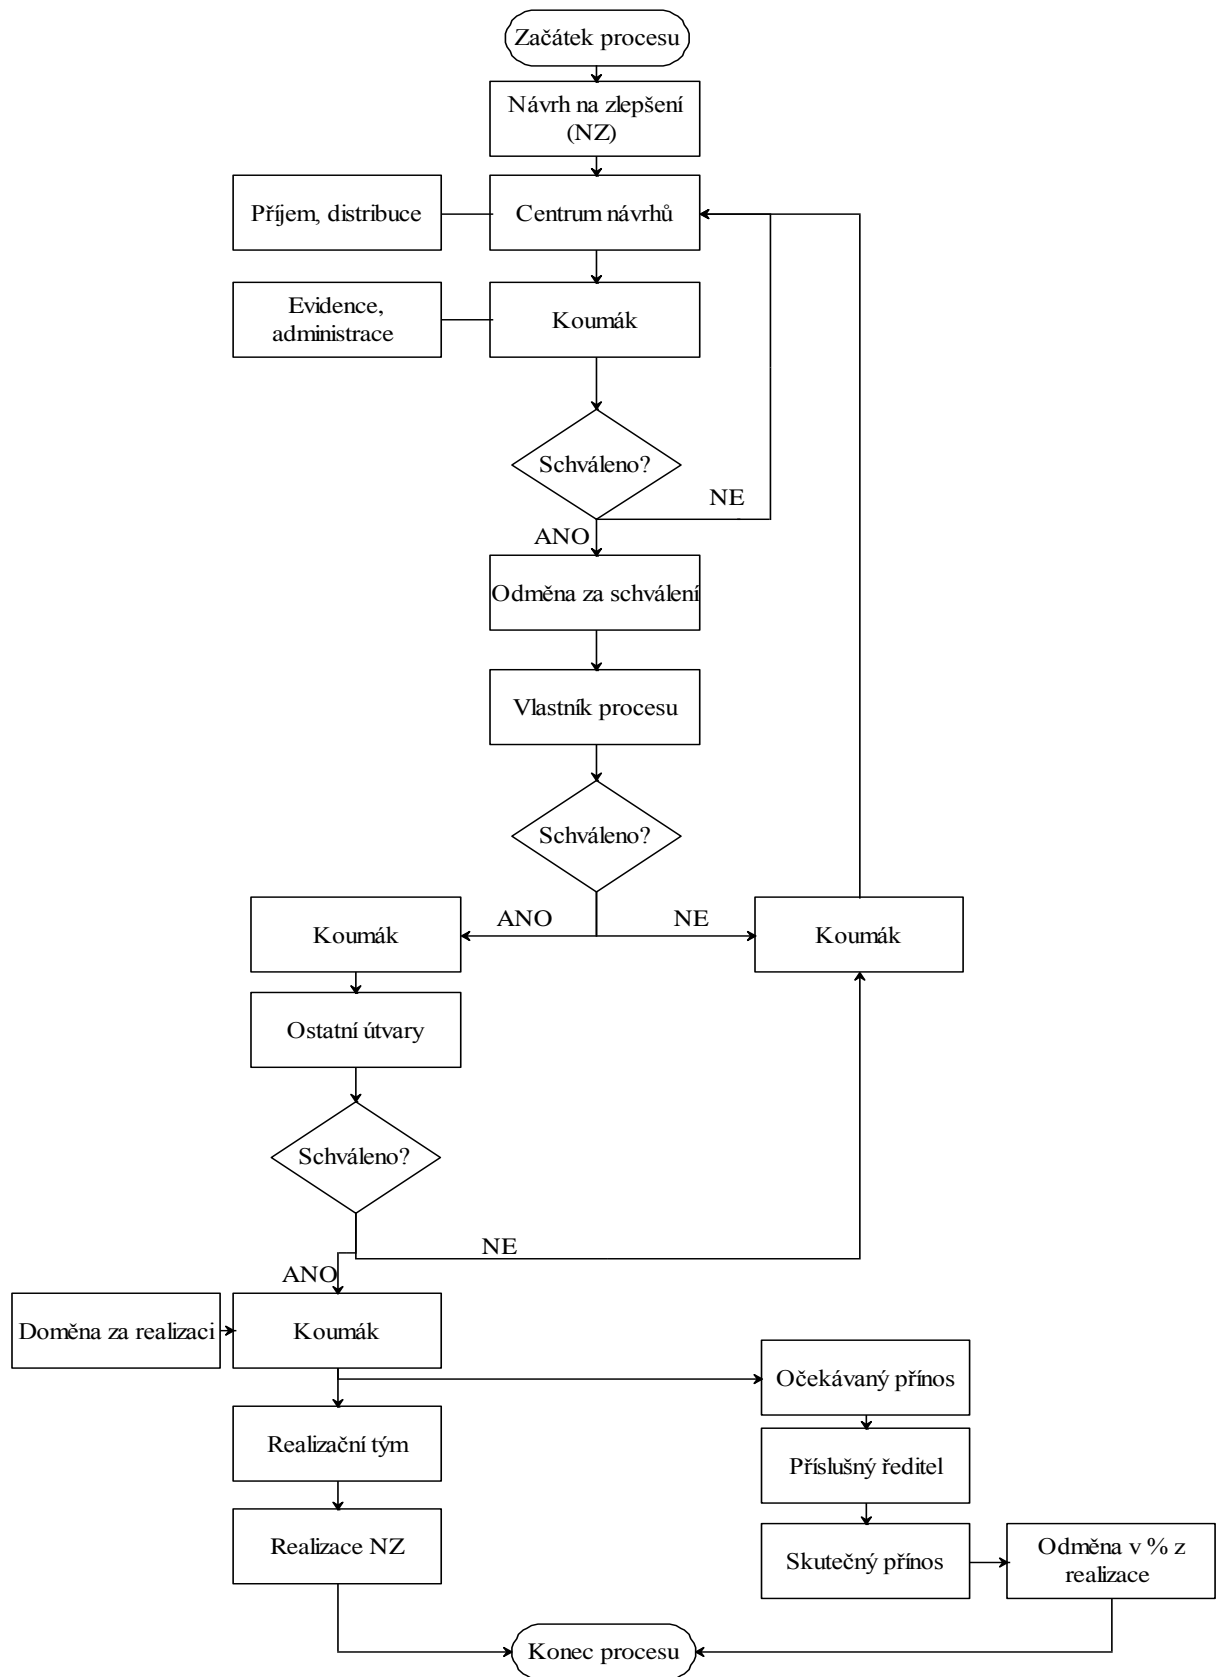 Začátek procesu
Návrh na zlepšení
(NZ)
Příjem, distribuce
Centrum návrhů
Evidence,
administrace
Koumák
Schváleno?
NE
ANO
Odměna za schválení
Vlastník procesu
Schváleno?
ANO
NE
Koumák
Koumák
Ostatní útvary
Schváleno?
NE
ANO
Doměna za realizaci
Koumák
Očekávaný přínos
Realizační tým
Příslušný ředitel
Realizace NZ
Skutečný přínos
Odměna v % z
realizace
Konec procesu